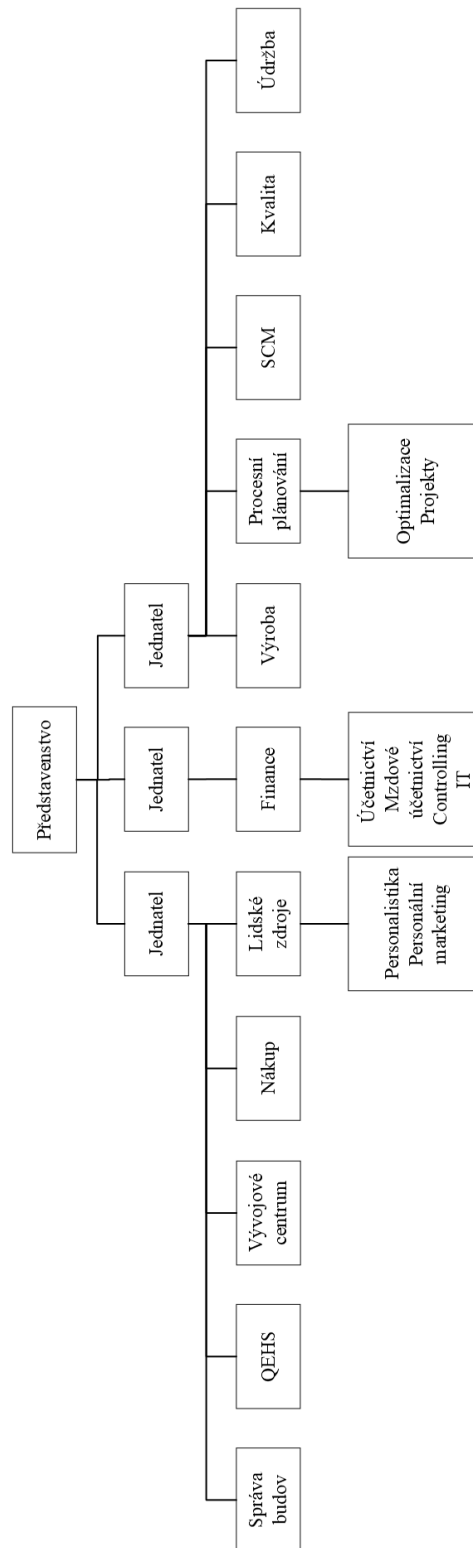 Představenstvo
Jednatel
Jednatel
Jednatel
Správa
budov
QEHS
Vývojové
centrum
Nákup
Lidské
zdroje
Finance
Výroba
Procesní
plánování
SCM
Kvalita
Údržba
Personalistika
Personální
marketing
Účetnictví
Mzdové
účetnictví
Controlling
IT
Optimalizace
Projekty